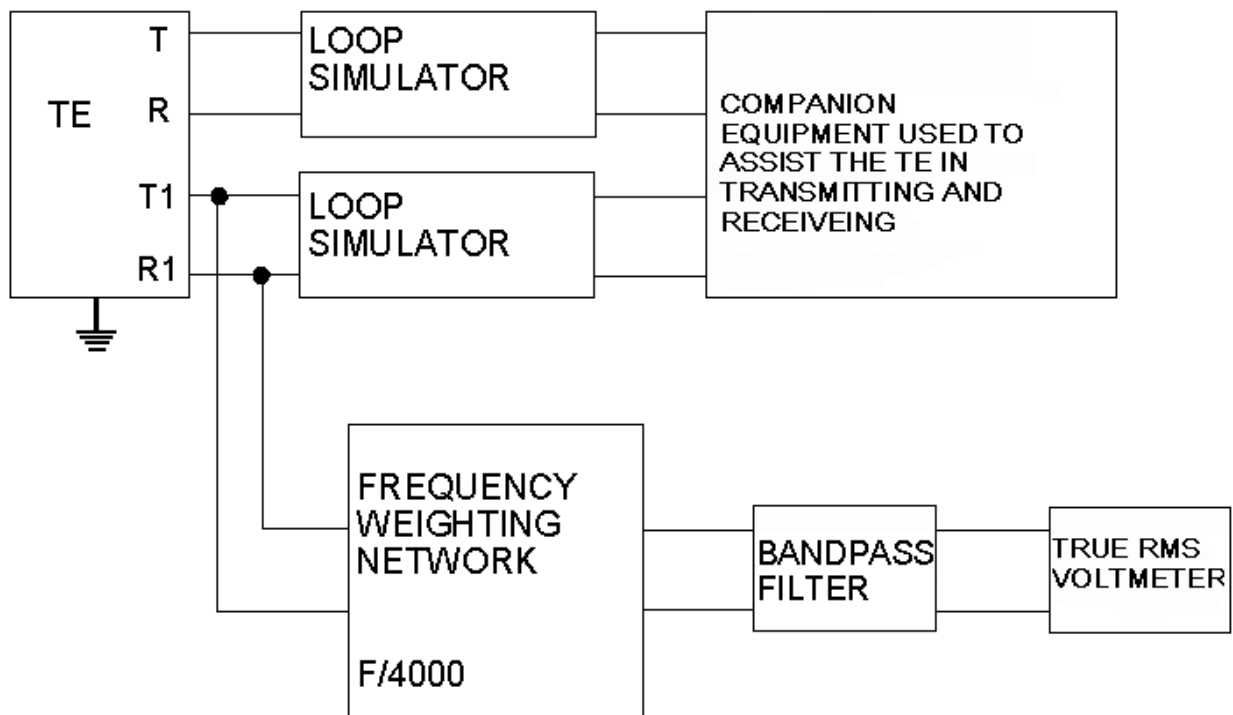 TE
T
R
T1
R1
LOOP
SIMULATOR
LOOP
SIMULATOR
COMPANION
EQUIPMENT USED TO
ASSIST THE TE IN
TRANSMITTING AND
RECEIVEING
FREQUENCY
WEIGHTING
NETWORK
F/4000
BANDPASS
FILTER
TRUE RMS
VOLTMETER